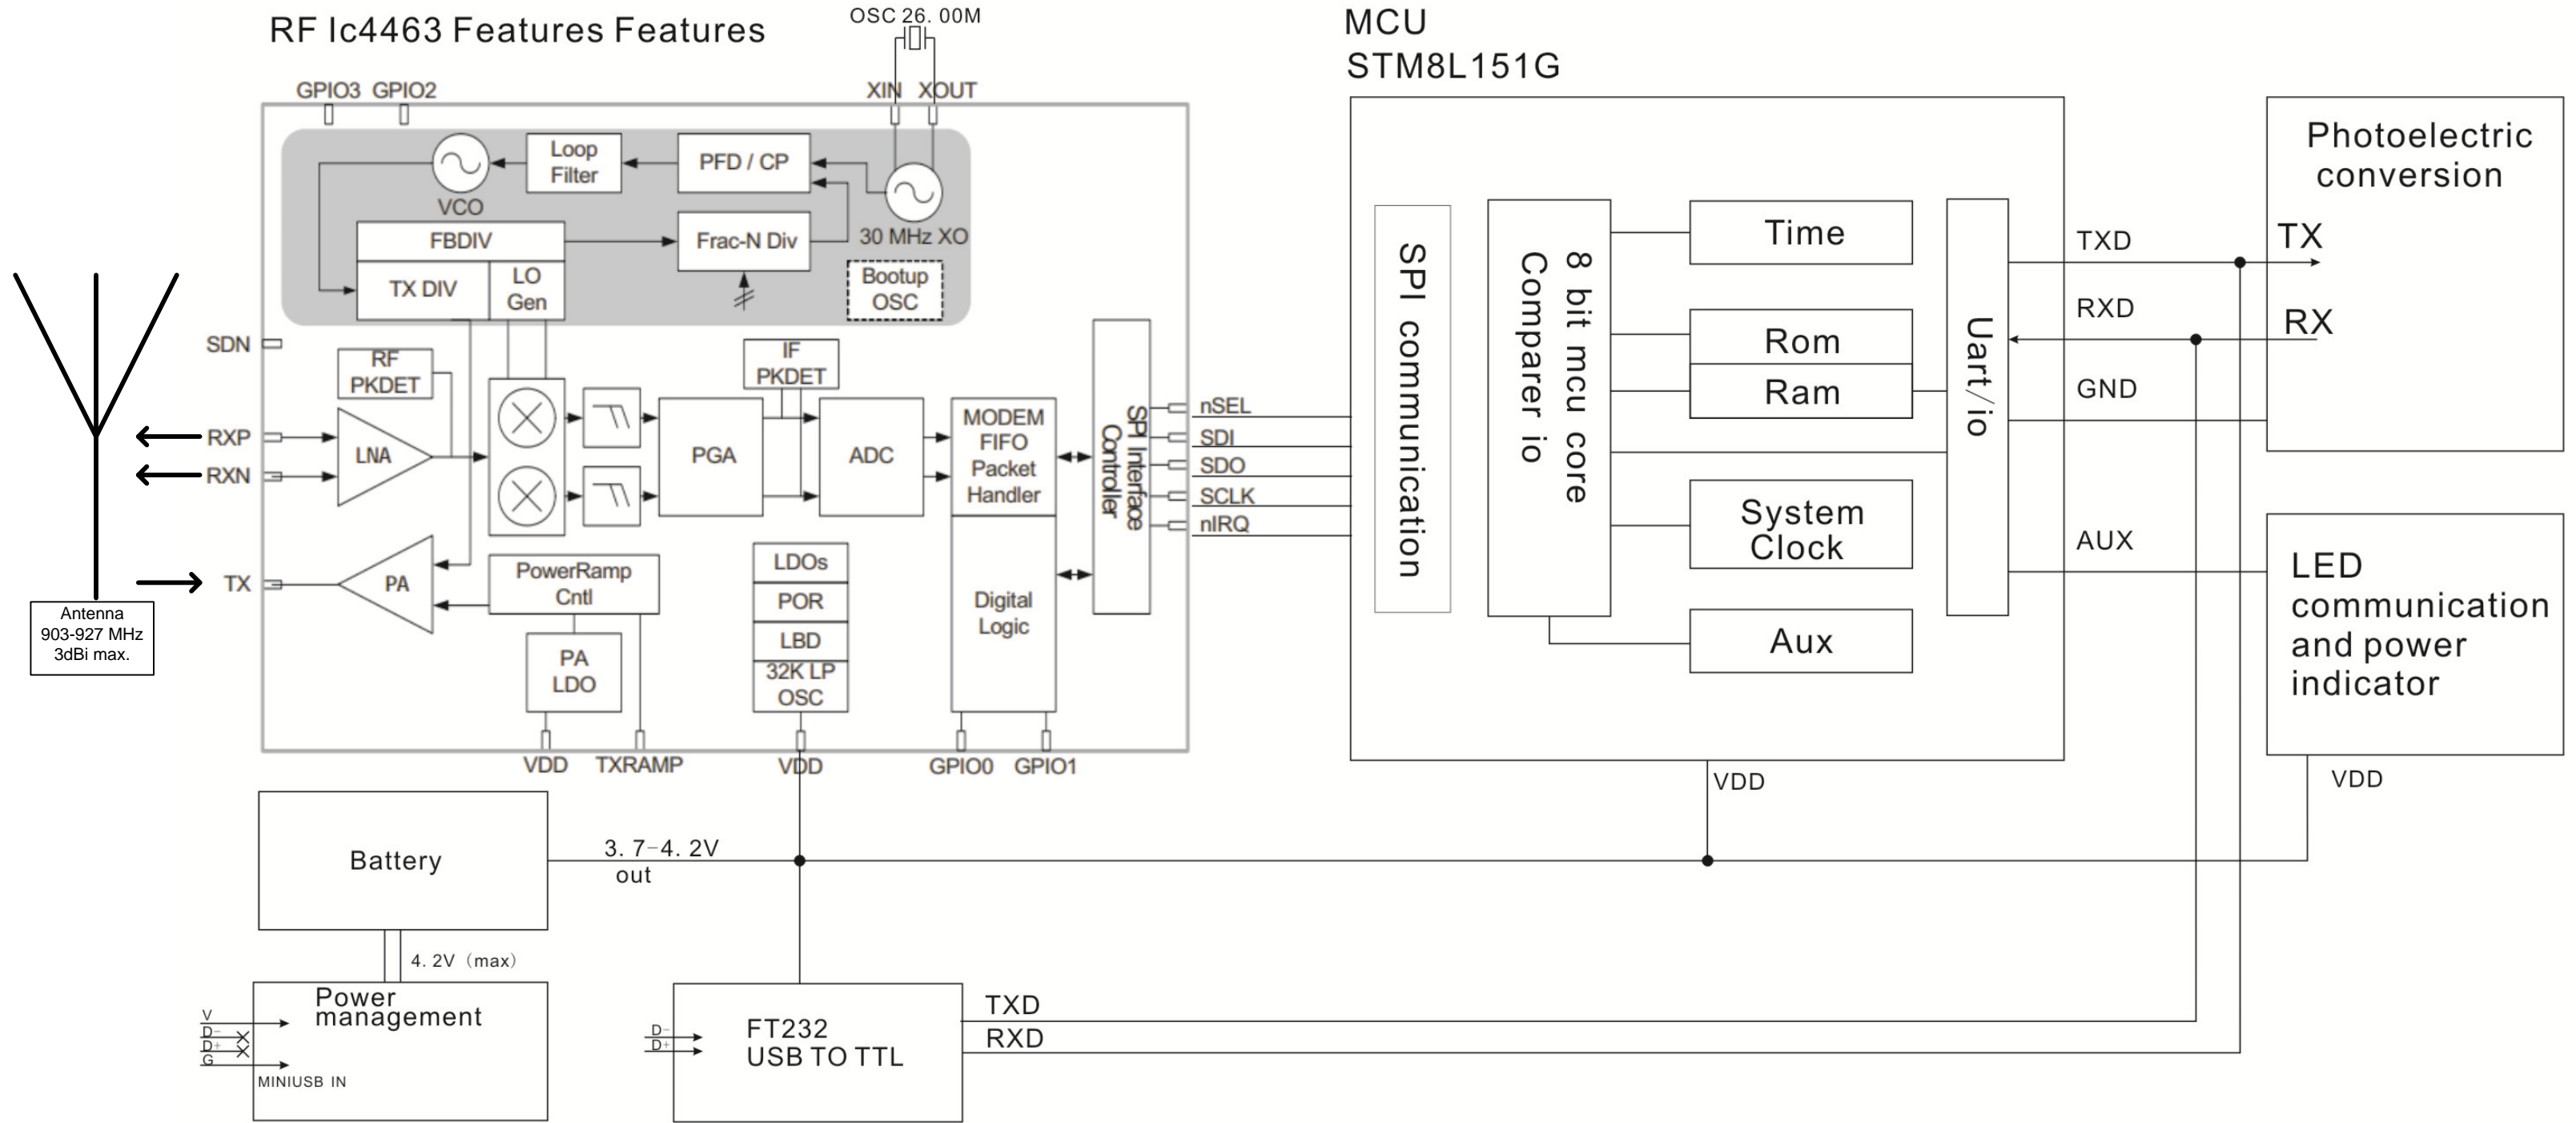 RF Ic4463 Features Features
OSC 26. 00M
MCU
STM8L151G
GPIO3 GPIO2
XIN XOUT
VCO
Loop
Filter
PFD / CP
30 MHz XO
FBDIV
TX DIV
LO
Gen
Frac-N Div
Bootup
OSC
SDN
RXP
RXN
TX
Antenna
903-927 MHz
3dBi max.
RF
PKDET
LNA
PA
IF
PKDET
PGA
ADC
MODEM
FIFO
Packet
Handler
Digital
Logic
SPI Interface
Controller
nSEL
SDI
SDO
SCLK
nIRQ
PowerRamp
Cntl
PA
LDO
LDOs
POR
LBD
32K LP
OSC
VDD
TXRAMP
VDD
GPIO0
GPIO1
SPI communication
8 bit mcu core
Comparer io
Time
Rom
Ram
System
Clock
Aux
Uart/io
TXD
RXD
GND
AUX
Photoelectric
conversion
TX
RX
LED
communication
and power
indicator
VDD
VDD
Battery
3. 7-4. 2V
out
4. 2V (max)
Power
management
V
D-
D+
G
MINIUSB IN
D-
D+
FT232
USB TO TTL
TXD
RXD